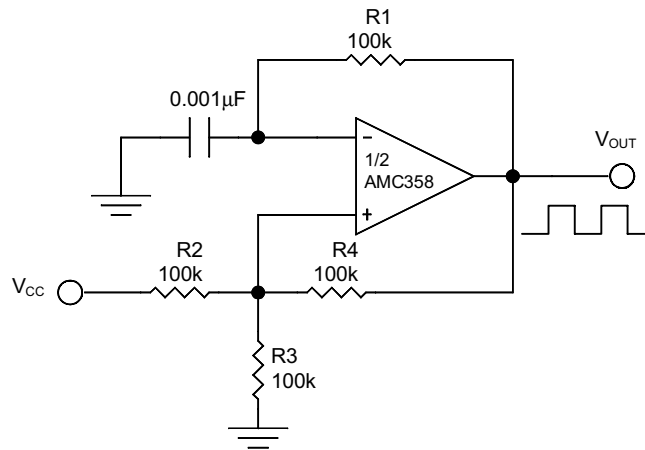 R1
100k
0.001µF
−
1/2
AMC358
+
VOUT
R2
100k
R4
100k
VCC
R3
100k